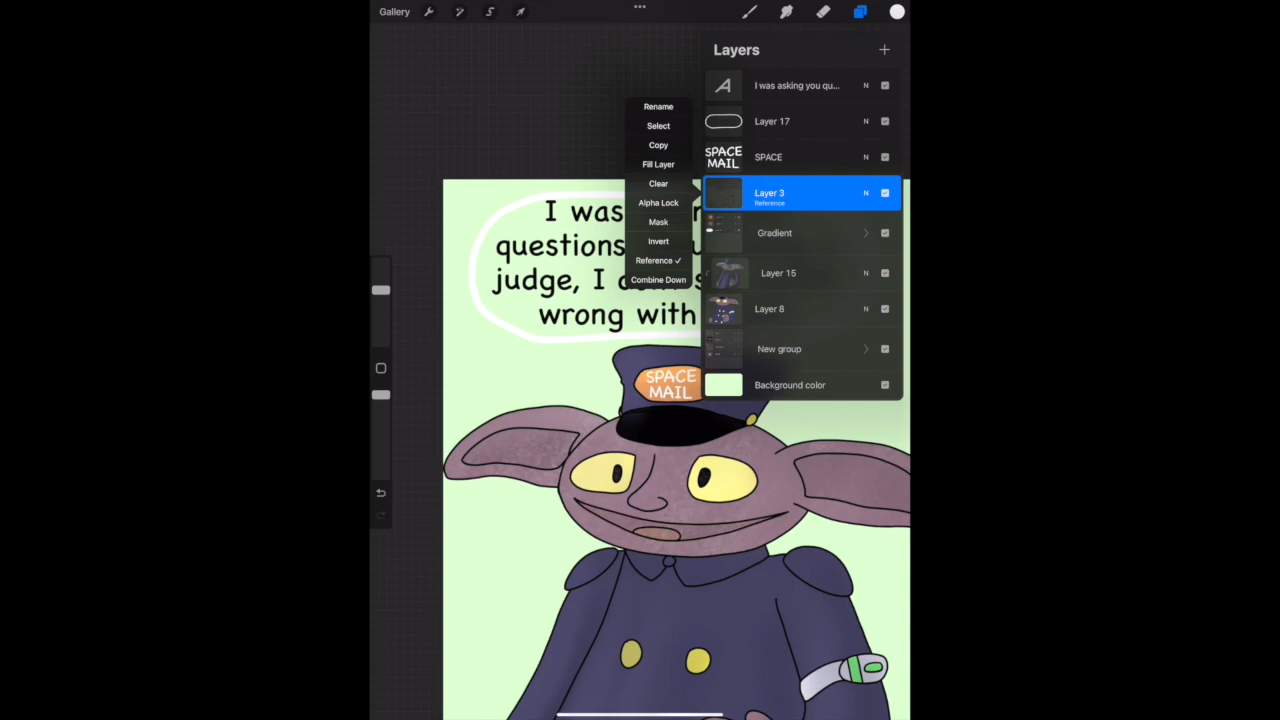 Gallery
Layers
I was asking you qu...
N
Layer 17
N
SPACE
MAIL
SPACE
N
Layer 3
Reference
N
Gradient
Layer 15
N
Layer 8
N
New group
Background color
Rename
Select
Copy
Fill Layer
Clear
Alpha Lock
Mask
Invert
Reference
Combine Down
I was
questions
judge, I
wrong with
SPACE
MAIL